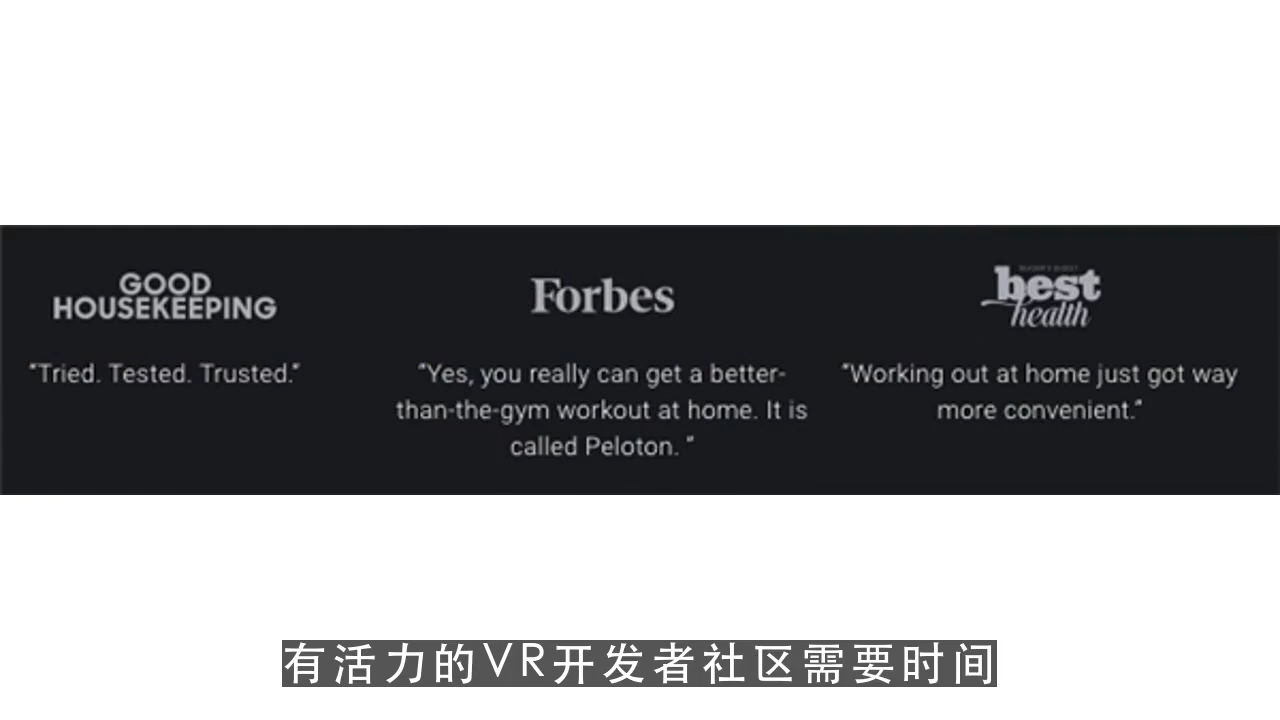 GOOD
HOUSEKEEPING
"Tried. Tested. Trusted."
Forbes
"Yes, you really can get a better-
than-the-gym workout at home. It is
called Peloton. "
READER'S DIGEST
best
health
"Working out at home just got way
more convenient."
有活力的VR开发者社区需要时间